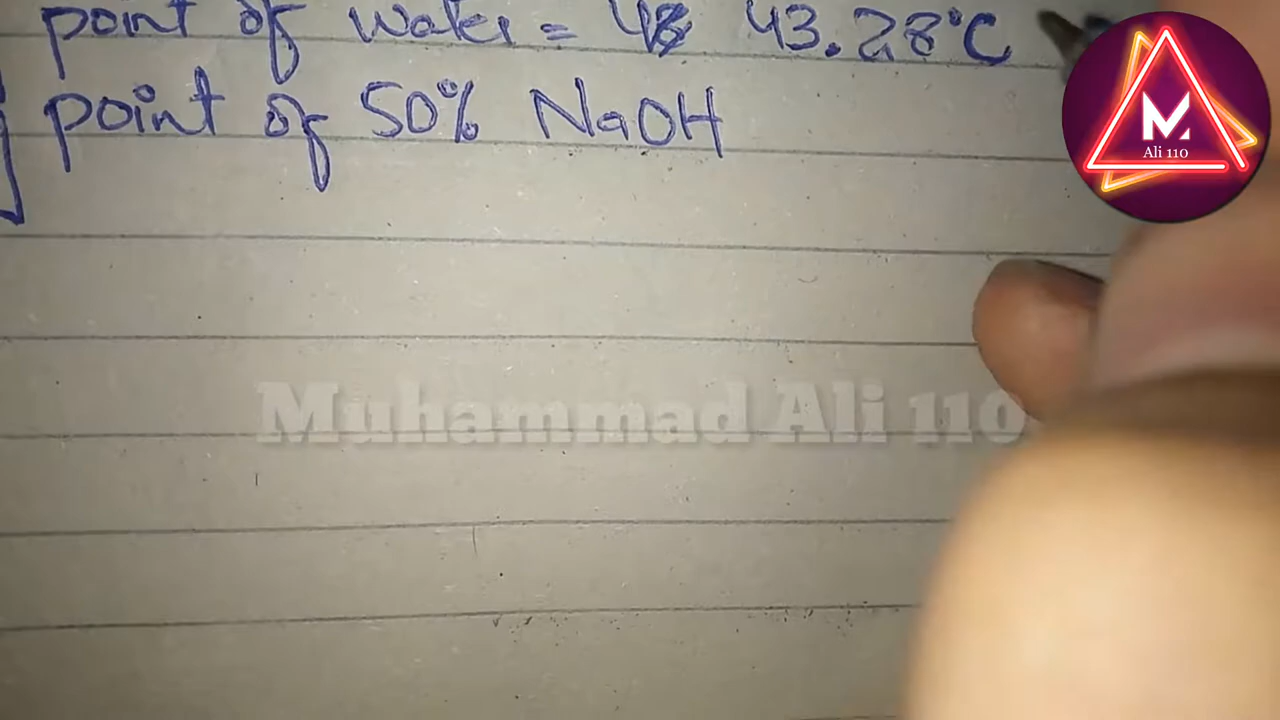 point of water = 43.28°C
point of 50% NaOH
M.
Ali 110
Muhammad Ali 110